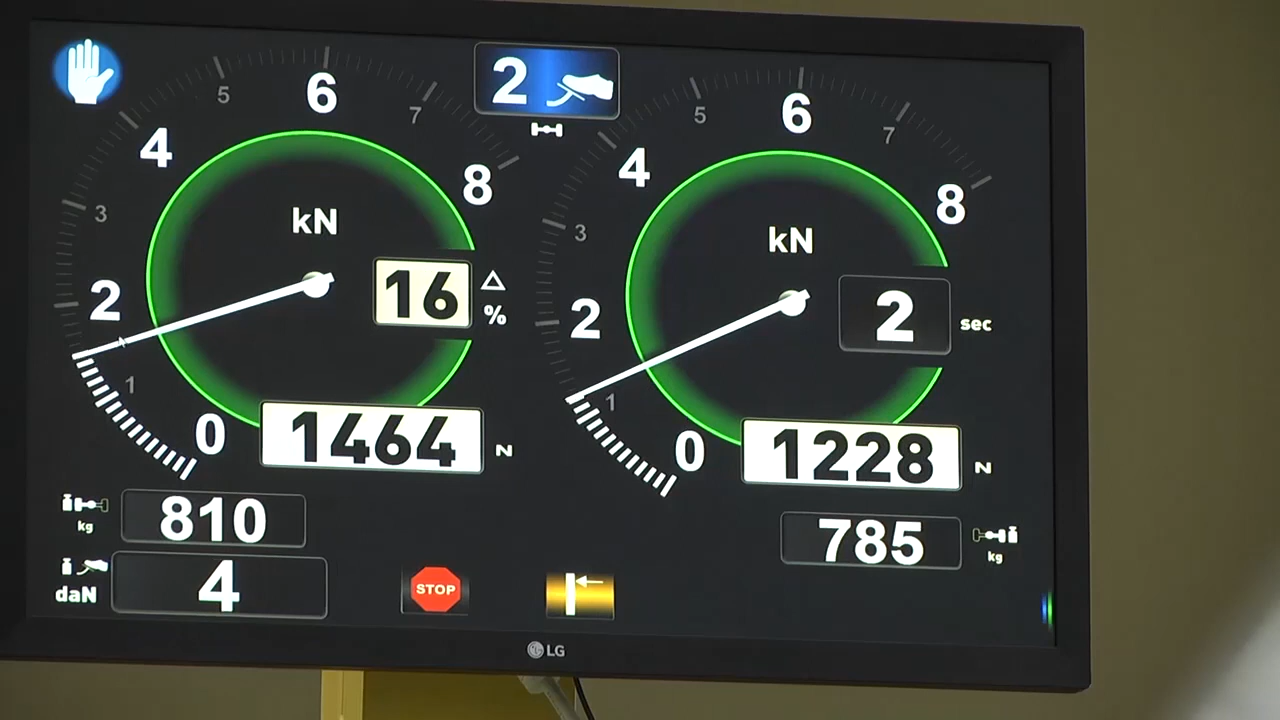 5 6 7
4 8
3
kN
2
16 %
1
0
1464 N
kg 810
daN 4
2
5 6 7
4 8
3
kN
2
2 sec
1
0
1228 N
785 kg
STOP
LG